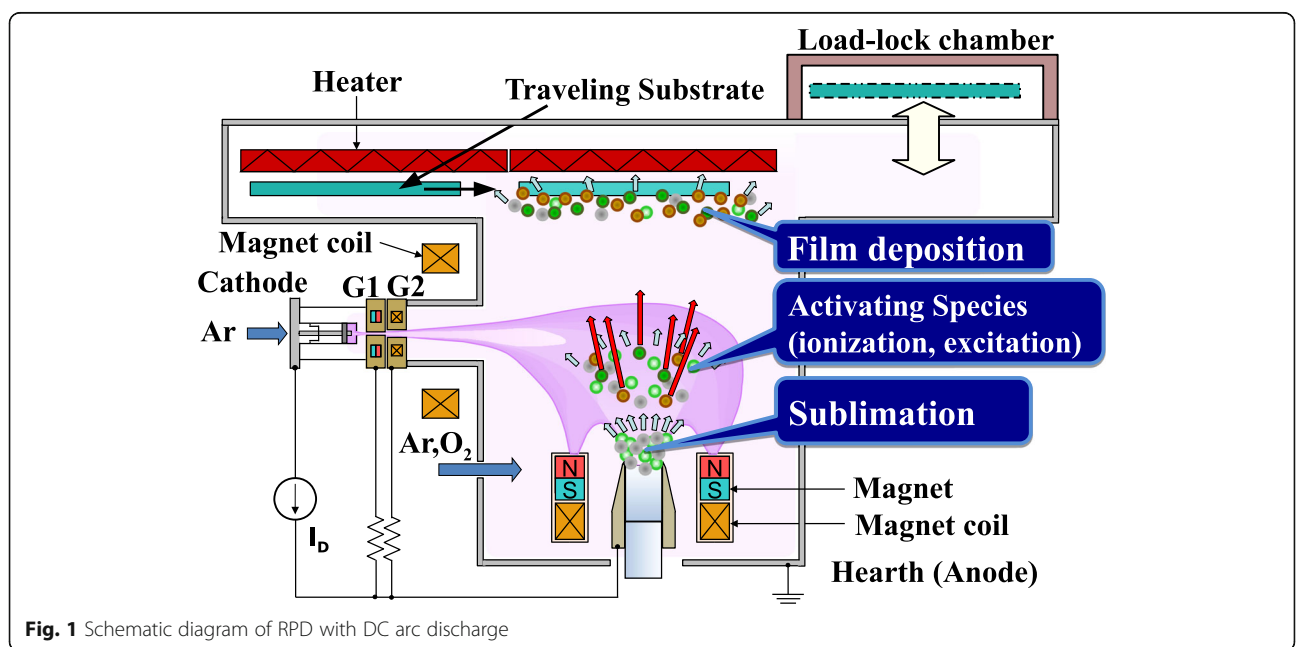 Load-lock chamber
Heater
Traveling Substrate
Film deposition
Magnet coil
Cathode
G1
G2
Ar
Activating Species
(ionization, excitation)
Sublimation
Ar,O2
N
S
N
S
Magnet
Magnet coil
ID
Hearth (Anode)
Fig. 1 Schematic diagram of RPD with DC arc discharge